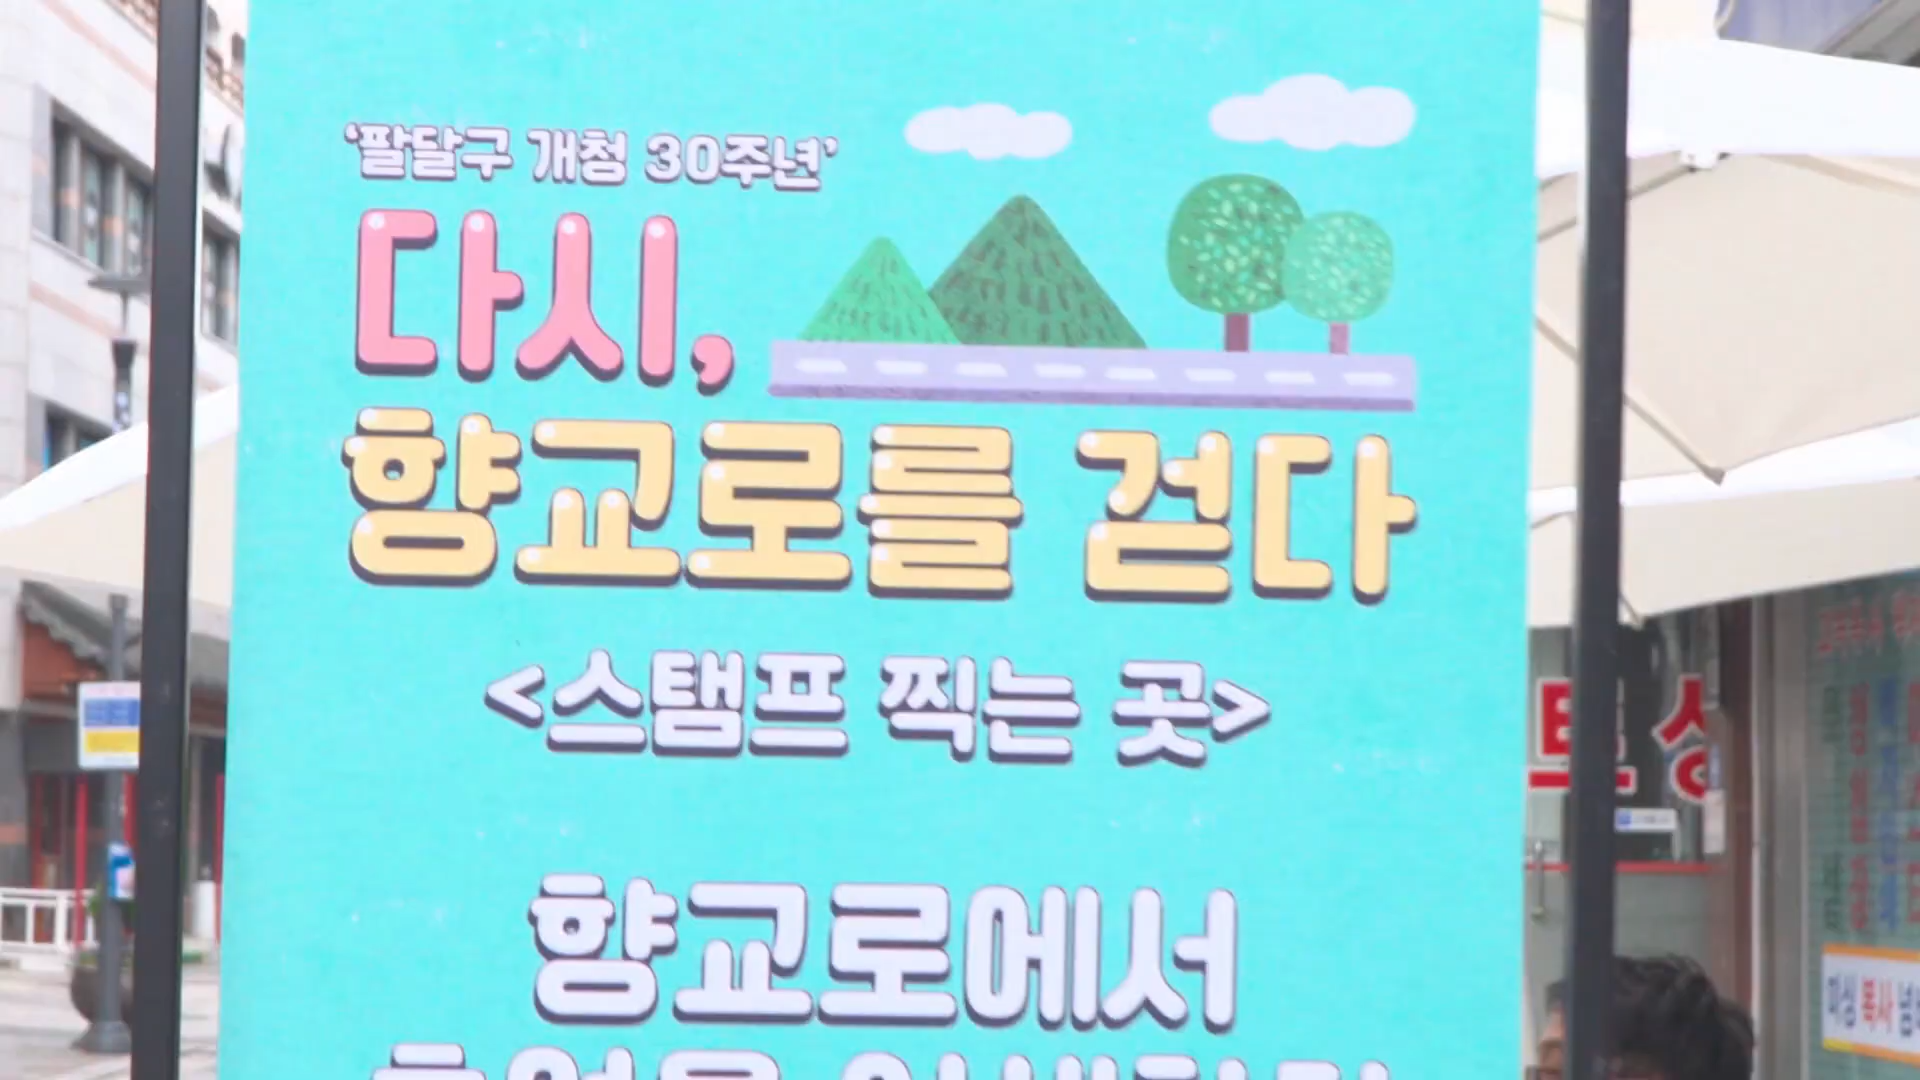 ‘팔달구 개청 30주년’
다시,
향교로를 걷다
<스탬프 찍는 곳>
향교로에서